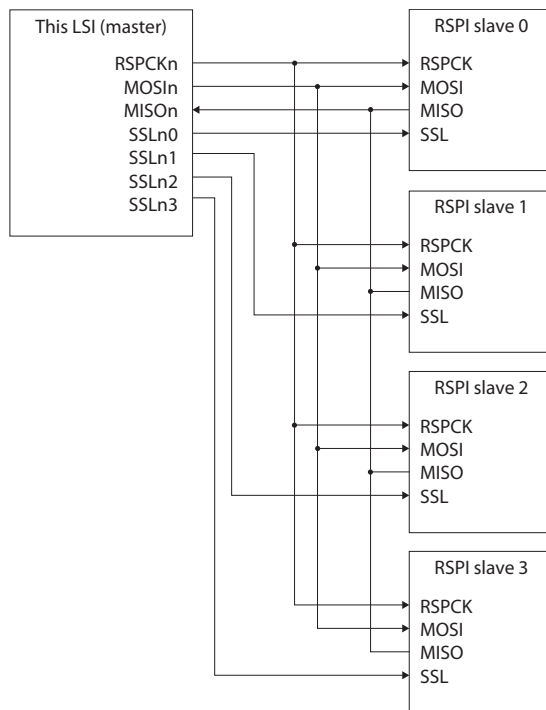 This LSI (master)
RSPCKn
MOSIn
MISOn
SSLn0
SSLn1
SSLn2
SSLn3
RSPI slave 0
RSPCK
MOSI
MISO
SSL
RSPI slave 1
RSPCK
MOSI
MISO
SSL
RSPI slave 2
RSPCK
MOSI
MISO
SSL
RSPI slave 3
RSPCK
MOSI
MISO
SSL